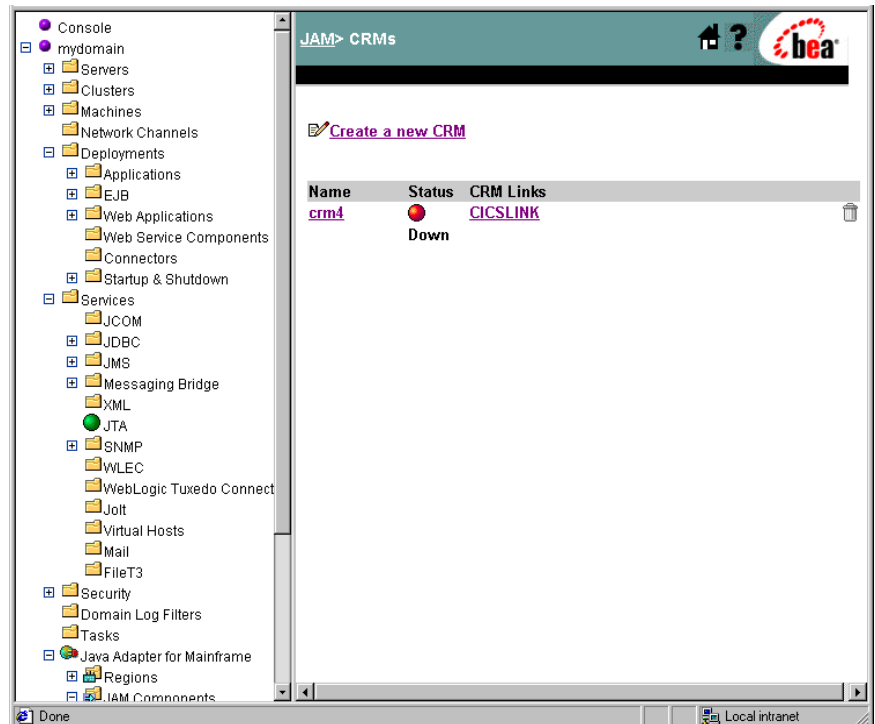 Console
mydomain
Servers
Clusters
Machines
Network Channels
Deployments
Applications
EJB
Web Applications
Web Service Components
Connectors
Startup & Shutdown
Services
JCOM
JDBC
JMS
Messaging Bridge
XML
JTA
SNMP
WLEC
WebLogic Tuxedo Connect
Jolt
Virtual Hosts
Mail
FileT3
Security
Domain Log Filters
Tasks
Java Adapter for Mainframe
Regions
JAM Components
JAM> CRMs
?
bea
Create a new CRM
Name Status CRM Links
crm4 CICSLINK
Down
Done Local intranet